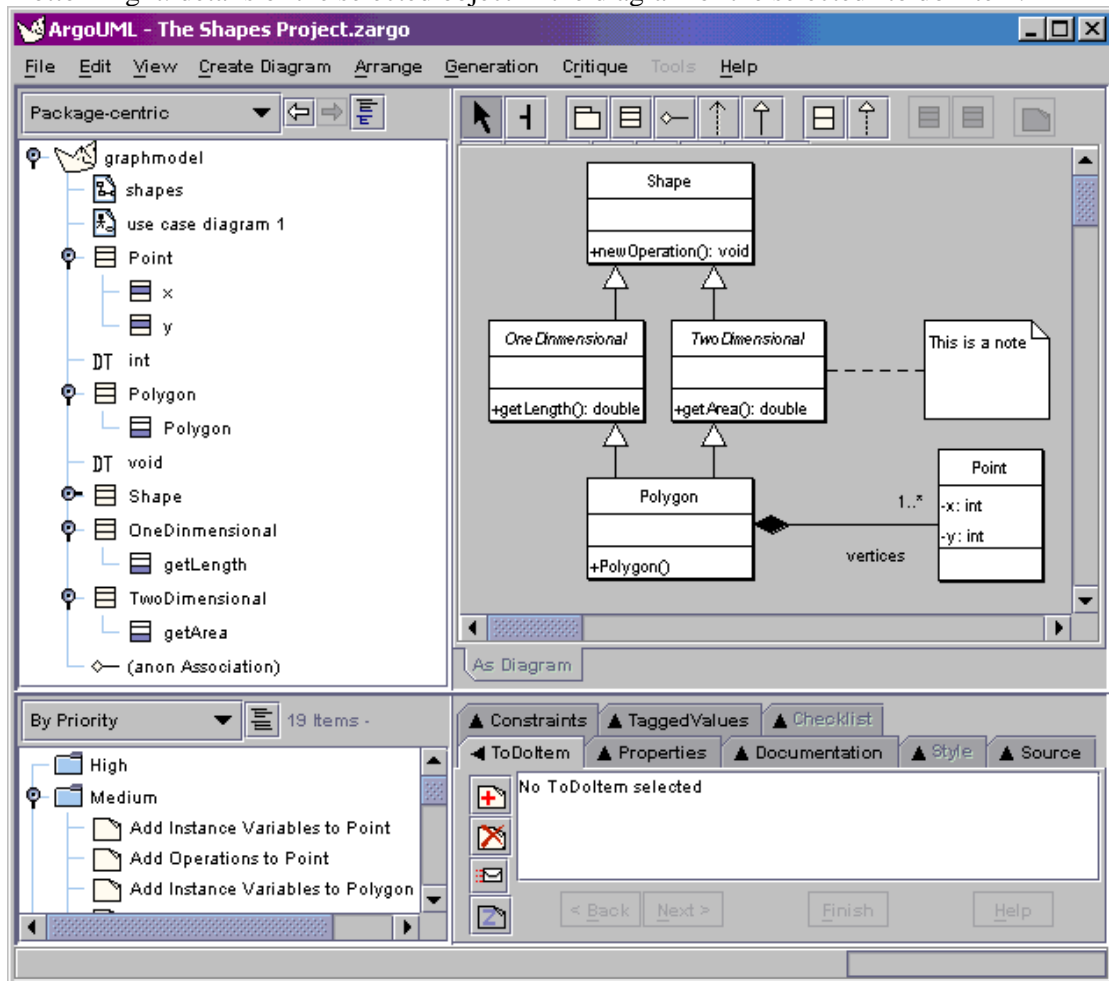 ArgoUML - The Shapes Project.zargo
File Edit View Create Diagram Arrange Generation Critique Tools Help
Package-centric
graphmodel
shapes
use case diagram 1
Point
x
y
DT int
Polygon
Polygon
DT void
Shape
OneDinmensional
getLength
TwoDimensional
getArea
(anon Association)
Shape
+newOperation(): void
OneDinmensional
TwoDimensional
This is a note
+getLength(): double
+getArea(): double
Polygon
+Polygon()
1..*
vertices
Point
-x: int
-y: int
As Diagram
By Priority
19 Items -
High
Medium
Add Instance Variables to Point
Add Operations to Point
Add Instance Variables to Polygon
Constraints TaggedValues Checklist
ToDoItem Properties Documentation Style Source
No ToDoItem selected
< Back Next > Finish Help